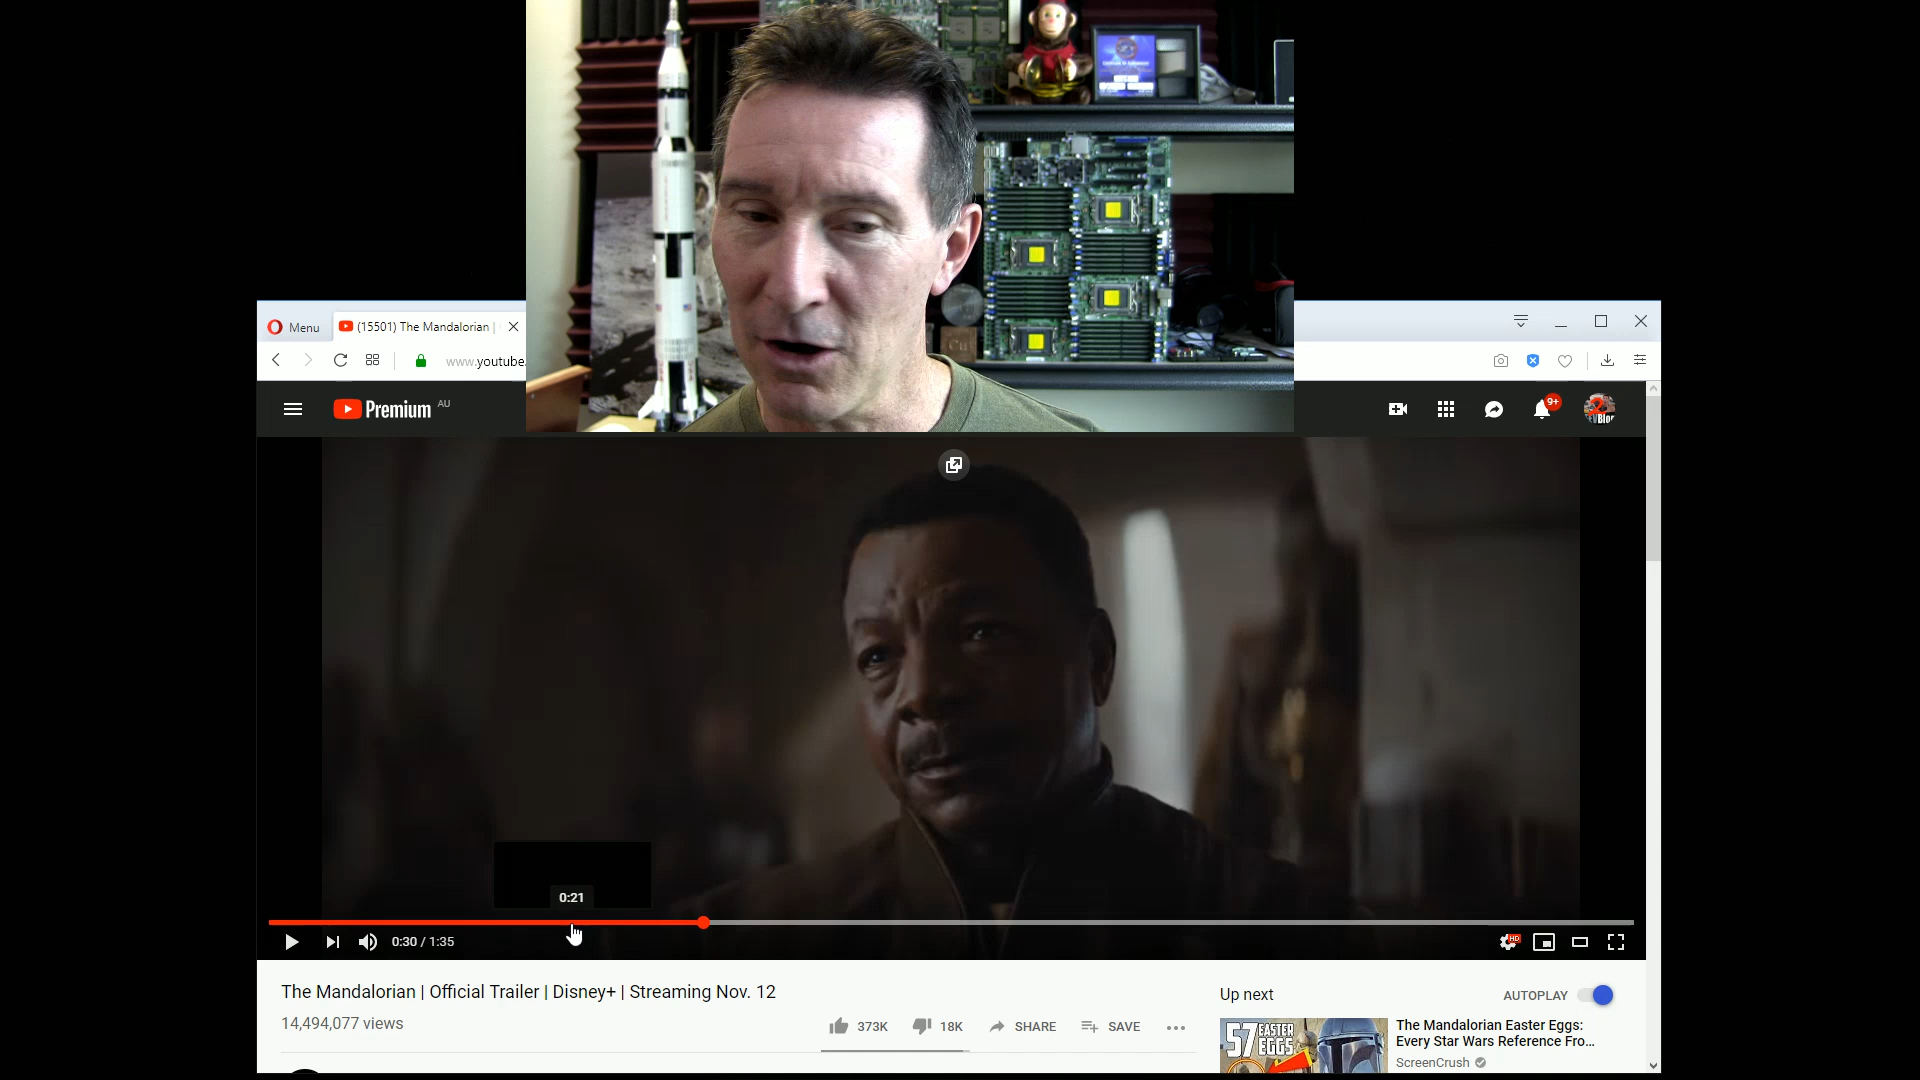 Menu
(15501) The Mandalorian |
www.youtube.
Premium AU
9+
Cu
0:21
0:30 / 1:35
HD
The Mandalorian | Official Trailer | Disney+ | Streaming Nov. 12
14,494,077 views
373K
18K
SHARE
SAVE
Up next
AUTOPLAY
57 EASTER
EGGS
The Mandalorian Easter Eggs:
Every Star Wars Reference Fro...
ScreenCrush